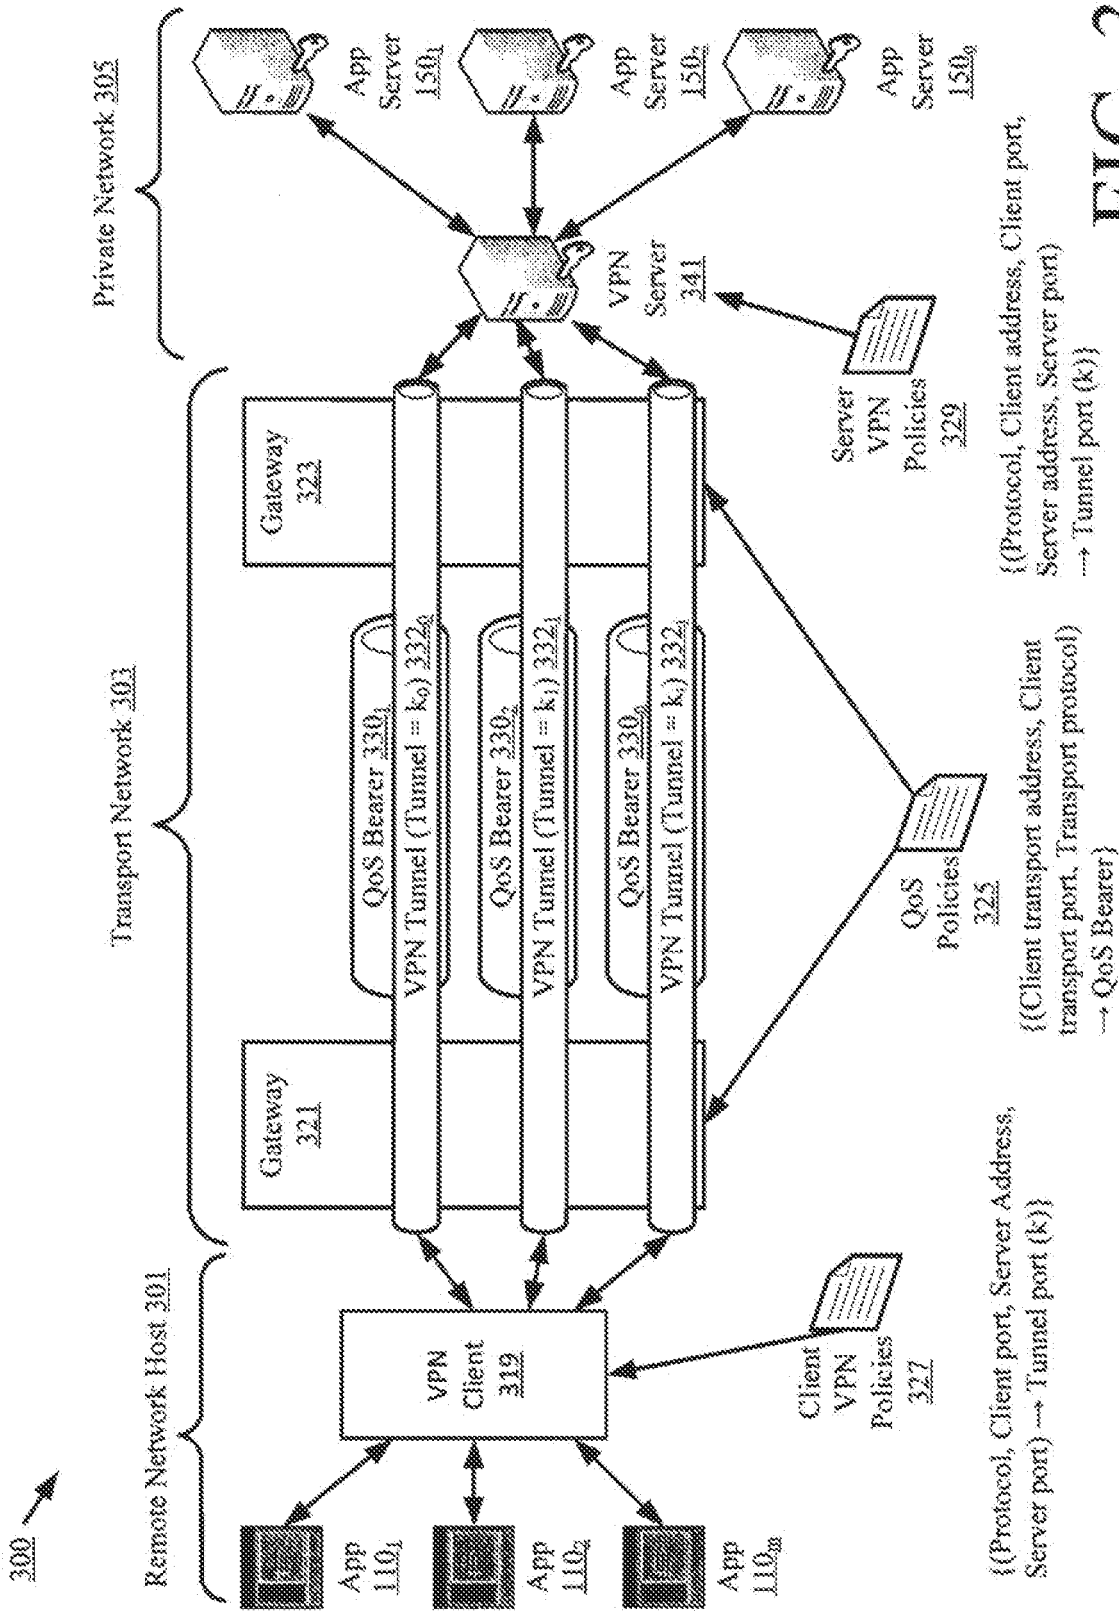 300
Remote Network Host 301
Transport Network 303
Private Network 305
App
110₁
App
110₂
App
110ₘ
VPN
Client
319
Gateway
321
QoS Bearer 330₁
VPN Tunnel (Tunnel = k₀) 332₀
QoS Bearer 330₂
VPN Tunnel (Tunnel = k₁) 332₁
QoS Bearer 330ₙ
VPN Tunnel (Tunnel = kᵢ) 332ᵢ
Gateway
323
VPN
Server
341
App
Server
150₁
App
Server
150₂
App
Server
Client
VPN
Policies
327
QoS
Policies
325
Server
VPN
Policies
329
{(Protocol, Client port, Server Address,
Server port) → Tunnel port (k)}
{(Client transport address, Client
transport port, Transport protocol)
→ QoS Bearer}
{(Protocol, Client address, Client port,
Server address, Server port)
→ Tunnel port (k)}